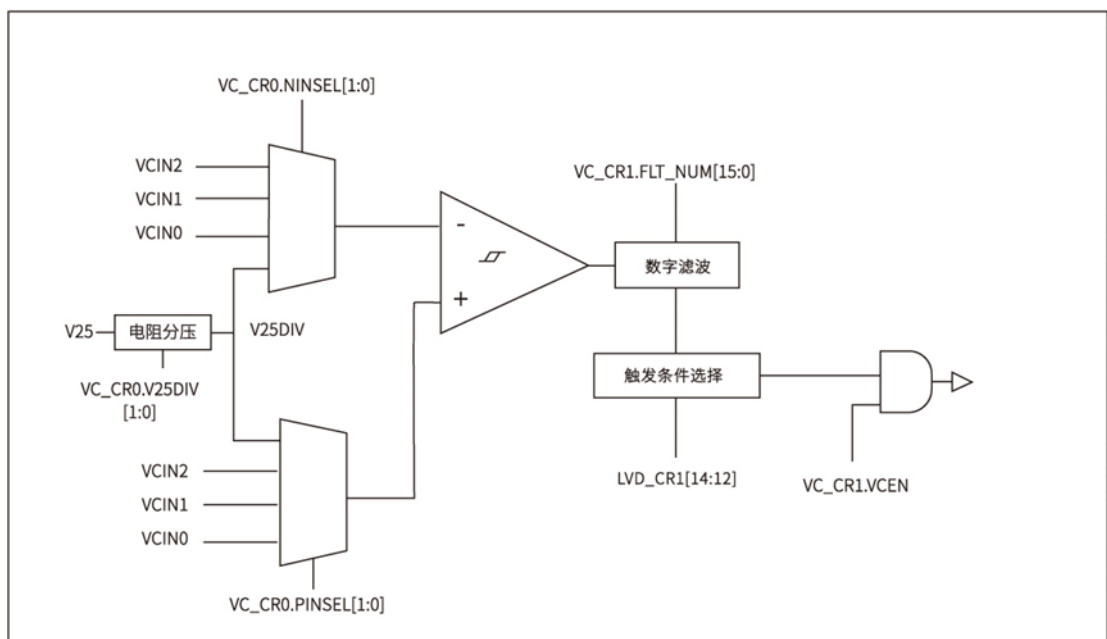 VC_CR0.NINSEL[1:0]
VCIN2
VCIN1
VCIN0
VC_CR1.FLT_NUM[15:0]
-
+
数字滤波
V25
电阻分压
V25DIV
VC_CR0.V25DIV
[1:0]
触发条件选择
VCIN2
VCIN1
VCIN0
LVD_CR1[14:12]
VC_CR1.VCEN
VC_CR0.PINSEL[1:0]